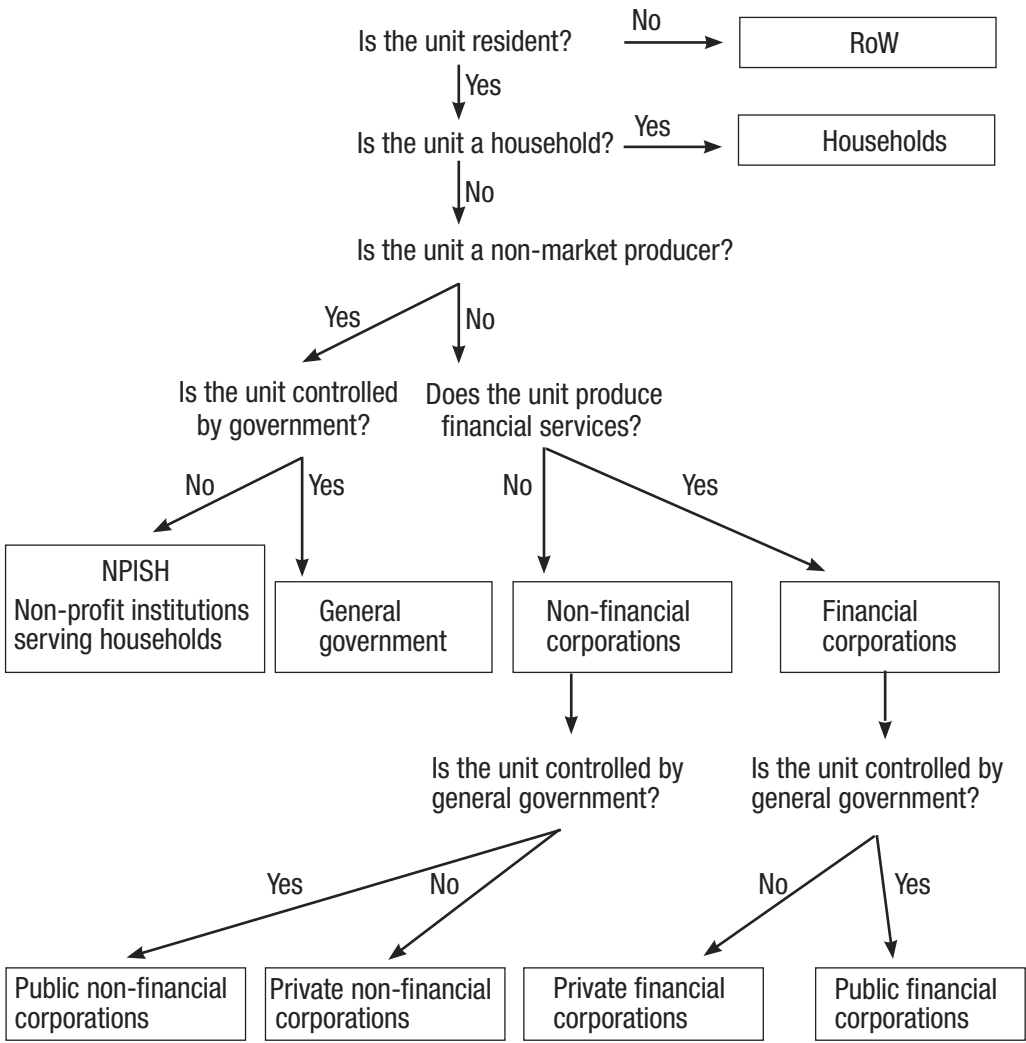 Is the unit resident?
No
RoW
Yes
Is the unit a household?
Yes
Households
No
Is the unit a non-market producer?
Yes
No
Is the unit controlled
by government?
Does the unit produce
financial services?
No
Yes
No
Yes
NPISH
Non-profit institutions
serving households
General
government
Non-financial
corporations
Financial
corporations
Is the unit controlled by
general government?
Is the unit controlled by
general government?
Yes
No
No
Yes
Public non-financial
corporations
Private non-financial
corporations
Private financial
corporations
Public financial
corporations